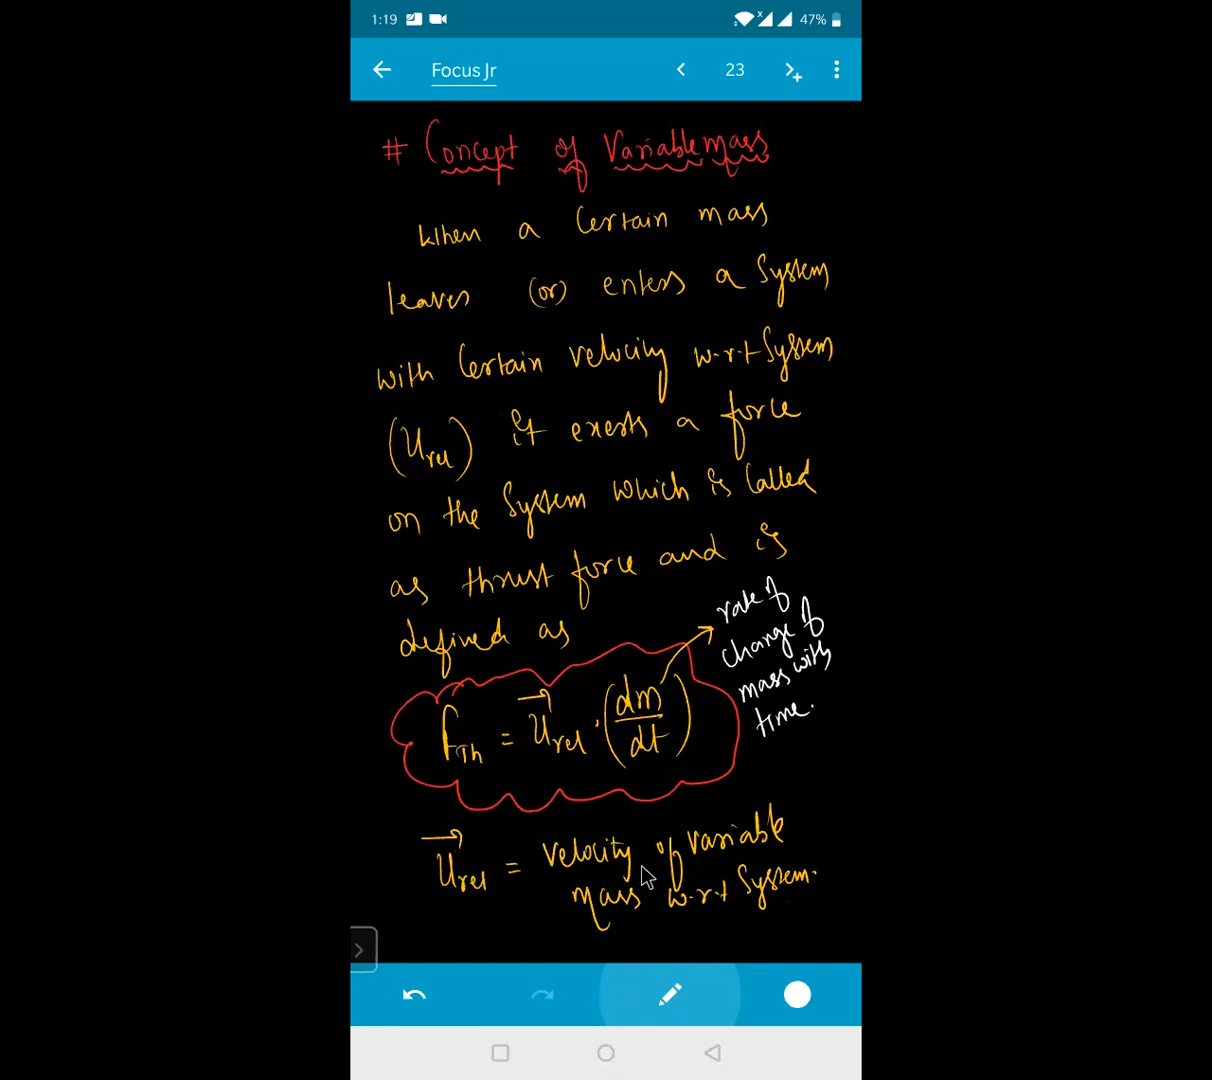 1:19 47%
Focus Jr 23
# Concept of Variable mass
When a Certain mass
leaves (or) enters a System
with Certain velocity w.r.t System
(Urel) it exerts a force
on the System which is Called
as thrust force and is
defined as
rate of
change of
mass with
time.
FTh = Urel · (dm/dt)
Urel = velocity of variable
mass w.r.t System.